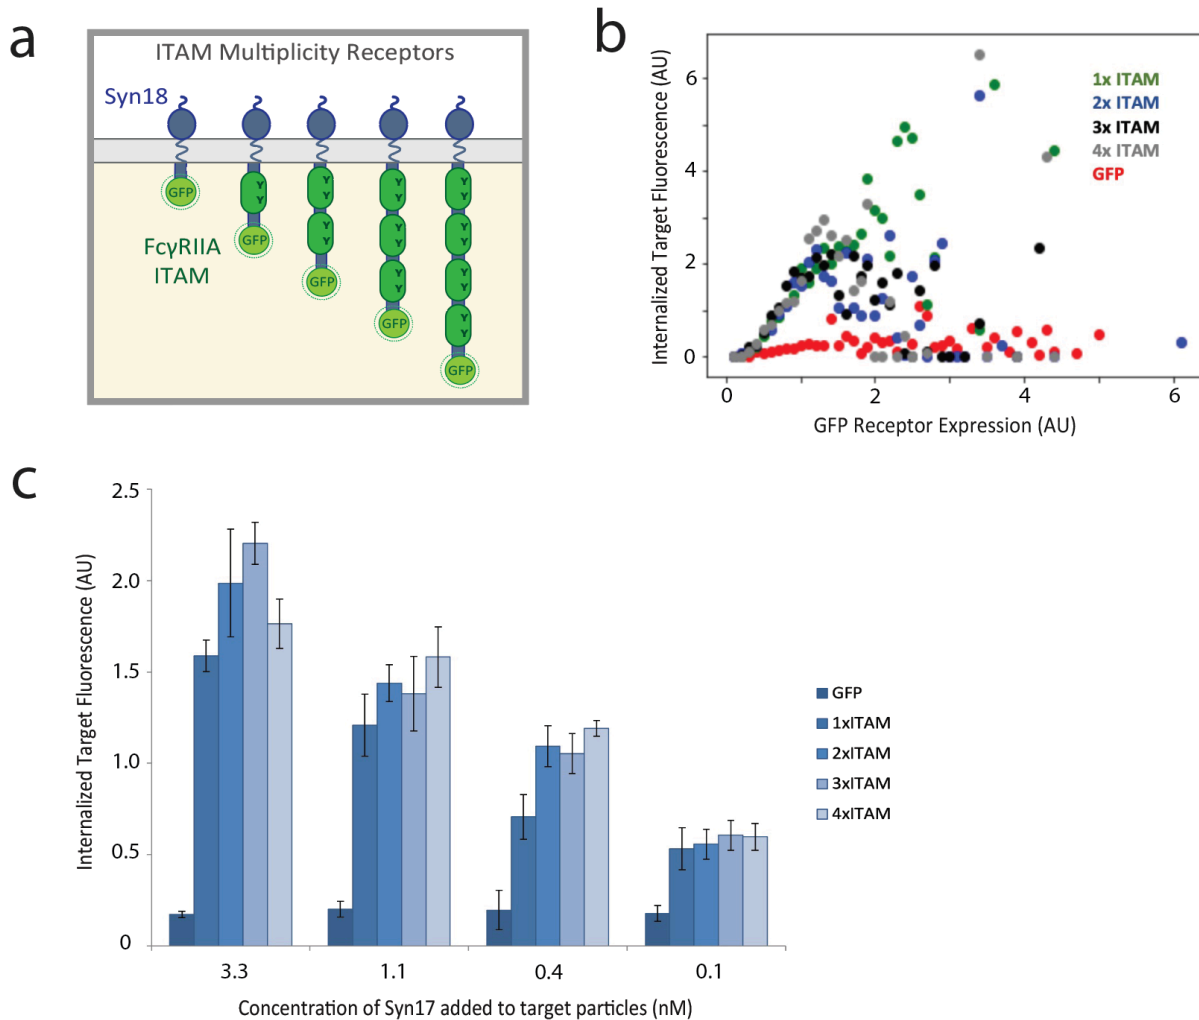 a
ITAM Multiplicity Receptors
Syn18
GFP
Y
Y
GFP
Y
Y
Y
Y
GFP
Y
Y
Y
Y
Y
Y
GFP
Y
Y
Y
Y
Y
Y
Y
Y
GFP
FcγRIIA
ITAM
b
Internalized Target Fluorescence (AU)
6
4
2
0
0 2 4 6
GFP Receptor Expression (AU)
1x ITAM
2x ITAM
3x ITAM
4x ITAM
GFP
c
Internalized Target Fluorescence (AU)
2.5
2.0
1.5
1.0
0.5
0
3.3 1.1 0.4 0.1
Concentration of Syn17 added to target particles (nM)
GFP
1xITAM
2xITAM
3xITAM
4xITAM